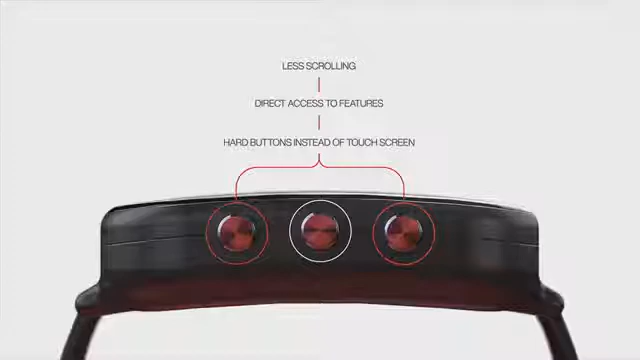 LESS SCROLLING
DIRECT ACCESS TO FEATURES
HARD BUTTONS INSTEAD OF TOUCH SCREEN